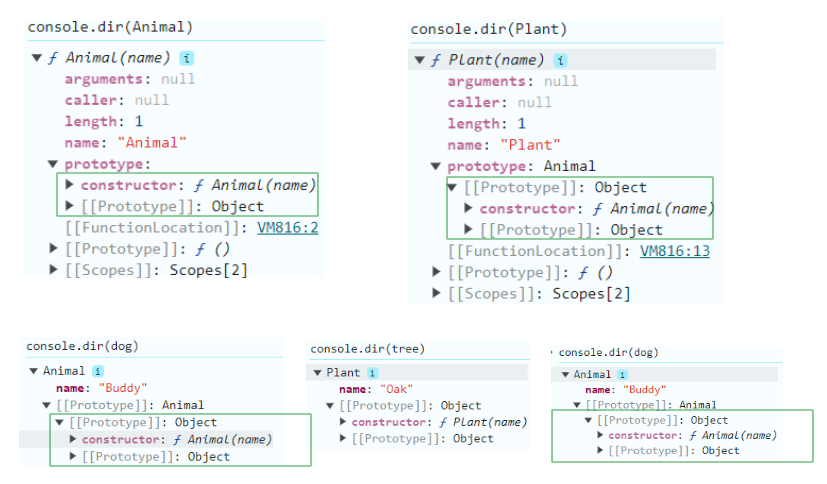 console.dir(Animal)
▼ ƒ Animal(name) i
arguments: null
caller: null
length: 1
name: "Animal"
▼ prototype:
▶ constructor: ƒ Animal(name)
▶ [[Prototype]]: Object
[[FunctionLocation]]: VM816:2
▶ [[Prototype]]: ƒ ()
▶ [[Scopes]]: Scopes[2]
console.dir(Plant)
▼ ƒ Plant(name) i
arguments: null
caller: null
length: 1
name: "Plant"
▼ prototype: Animal
▼ [[Prototype]]: Object
▶ constructor: ƒ Animal(name)
▶ [[Prototype]]: Object
[[FunctionLocation]]: VM816:13
▶ [[Prototype]]: ƒ ()
▶ [[Scopes]]: Scopes[2]
console.dir(dog)
▼ Animal i
name: "Buddy"
▼ [[Prototype]]: Animal
▼ [[Prototype]]: Object
▶ constructor: ƒ Animal(name)
▶ [[Prototype]]: Object
console.dir(tree)
▼ Plant i
name: "Oak"
▼ [[Prototype]]: Object
▶ constructor: ƒ Plant(name)
▶ [[Prototype]]: Object
console.dir(dog)
▼ Animal i
name: "Buddy"
▼ [[Prototype]]: Animal
▼ [[Prototype]]: Object
▶ constructor: ƒ Animal(name)
▶ [[Prototype]]: Object